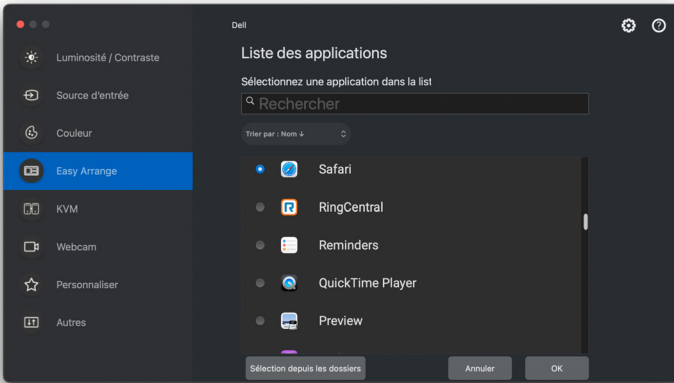 Dell
Liste des applications
Sélectionnez une application dans la list
Rechercher
Trier par : Nom ↓
Luminosité / Contraste
Source d'entrée
Couleur
Easy Arrange
KVM
Webcam
Personnaliser
Autres
Safari
RingCentral
Reminders
QuickTime Player
Preview
Sélection depuis les dossiers
Annuler
OK